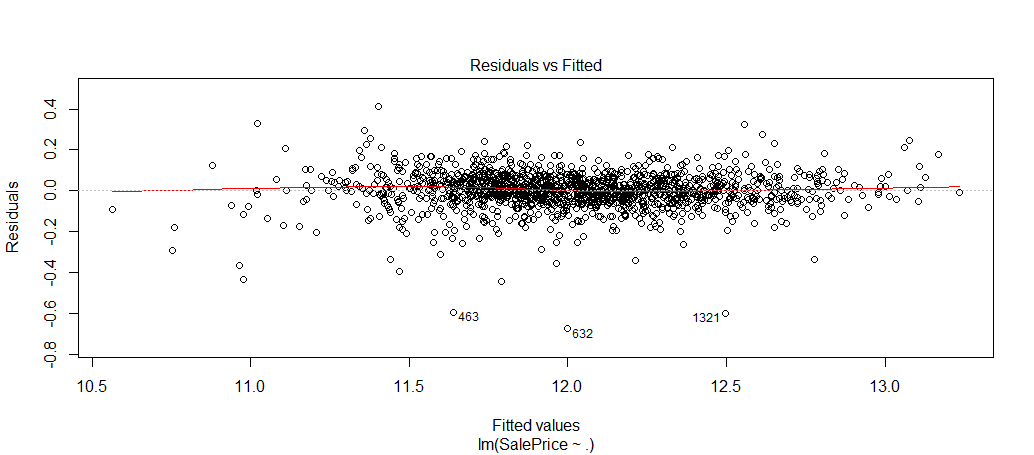 Residuals vs Fitted
Residuals
0.4
0.2
0.0
-0.2
-0.4
-0.6
-0.8
463
632
1321
10.5 11.0 11.5 12.0 12.5 13.0
Fitted values
lm(SalePrice ~ .)